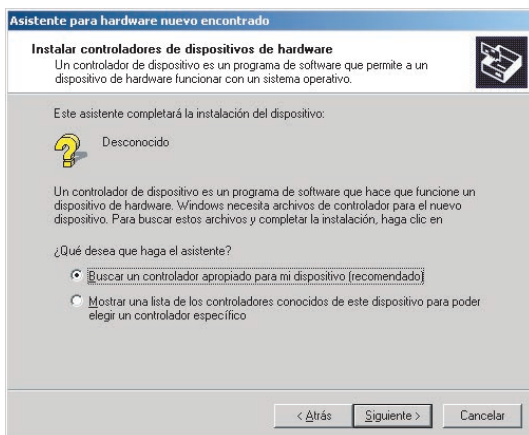 Asistente para hardware nuevo encontrado
Instalar controladores de dispositivos de hardware
Un controlador de dispositivo es un programa de software que permite a un
dispositivo de hardware funcionar con un sistema operativo.
Este asistente completará la instalación del dispositivo:
Desconocido
Un controlador de dispositivo es un programa de software que hace que funcione un
dispositivo de hardware. Windows necesita archivos de controlador para el nuevo
dispositivo. Para buscar estos archivos y completar la instalación, haga clic en
¿Qué desea que haga el asistente?
Buscar un controlador apropiado para mi dispositivo (recomendado)
Mostrar una lista de los controladores conocidos de este dispositivo para poder
elegir un controlador específico
< Atrás Siguiente > Cancelar